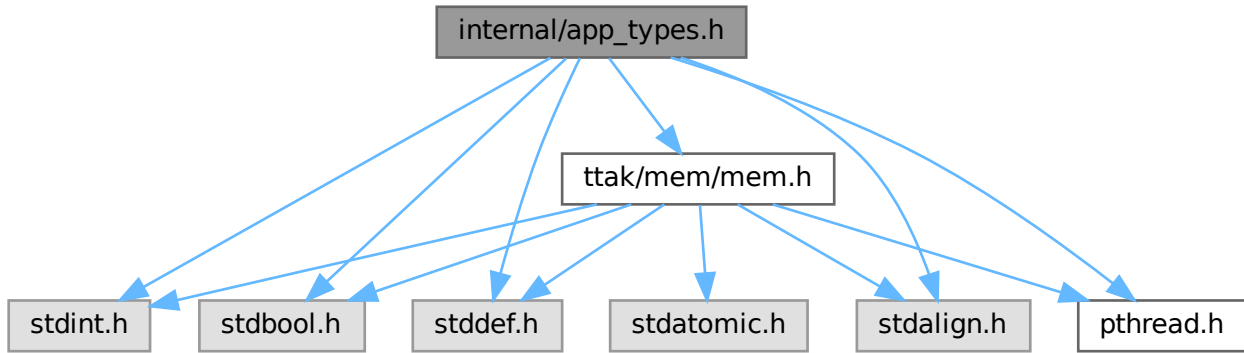 internal/app_types.h
ttak/mem/mem.h
stdint.h
stdbool.h
stddef.h
stdatomic.h
stdalign.h
pthread.h